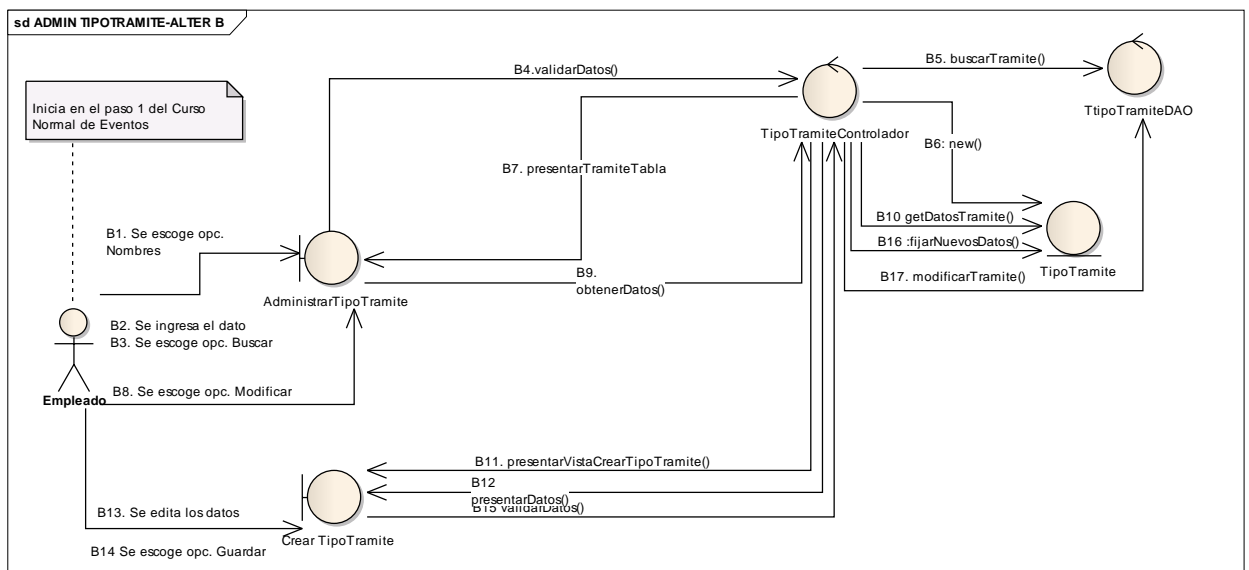 sd ADMIN TIPOTRAMITE-ALTER B
Inicia en el paso 1 del Curso
Normal de Eventos
B4.validarDatos()
B5. buscarTramite()
TtipoTramiteDAO
TipoTramiteControlador
B6: new()
B7. presentarTramiteTabla
B1. Se escoge opc.
Nombres
B10 getDatosTramite()
B16 :fijarNuevosDatos()
TipoTramite
B9.
obtenerDatos()
B17. modificarTramite()
AdministrarTipoTramite
B2. Se ingresa el dato
B3. Se escoge opc. Buscar
B8. Se escoge opc. Modificar
Empleado
B11. presentarVistaCrearTipoTramite()
B12
presentarDatos()
B15 validarDatos()
B13. Se edita los datos
Crear TipoTramite
B14 Se escoge opc. Guardar